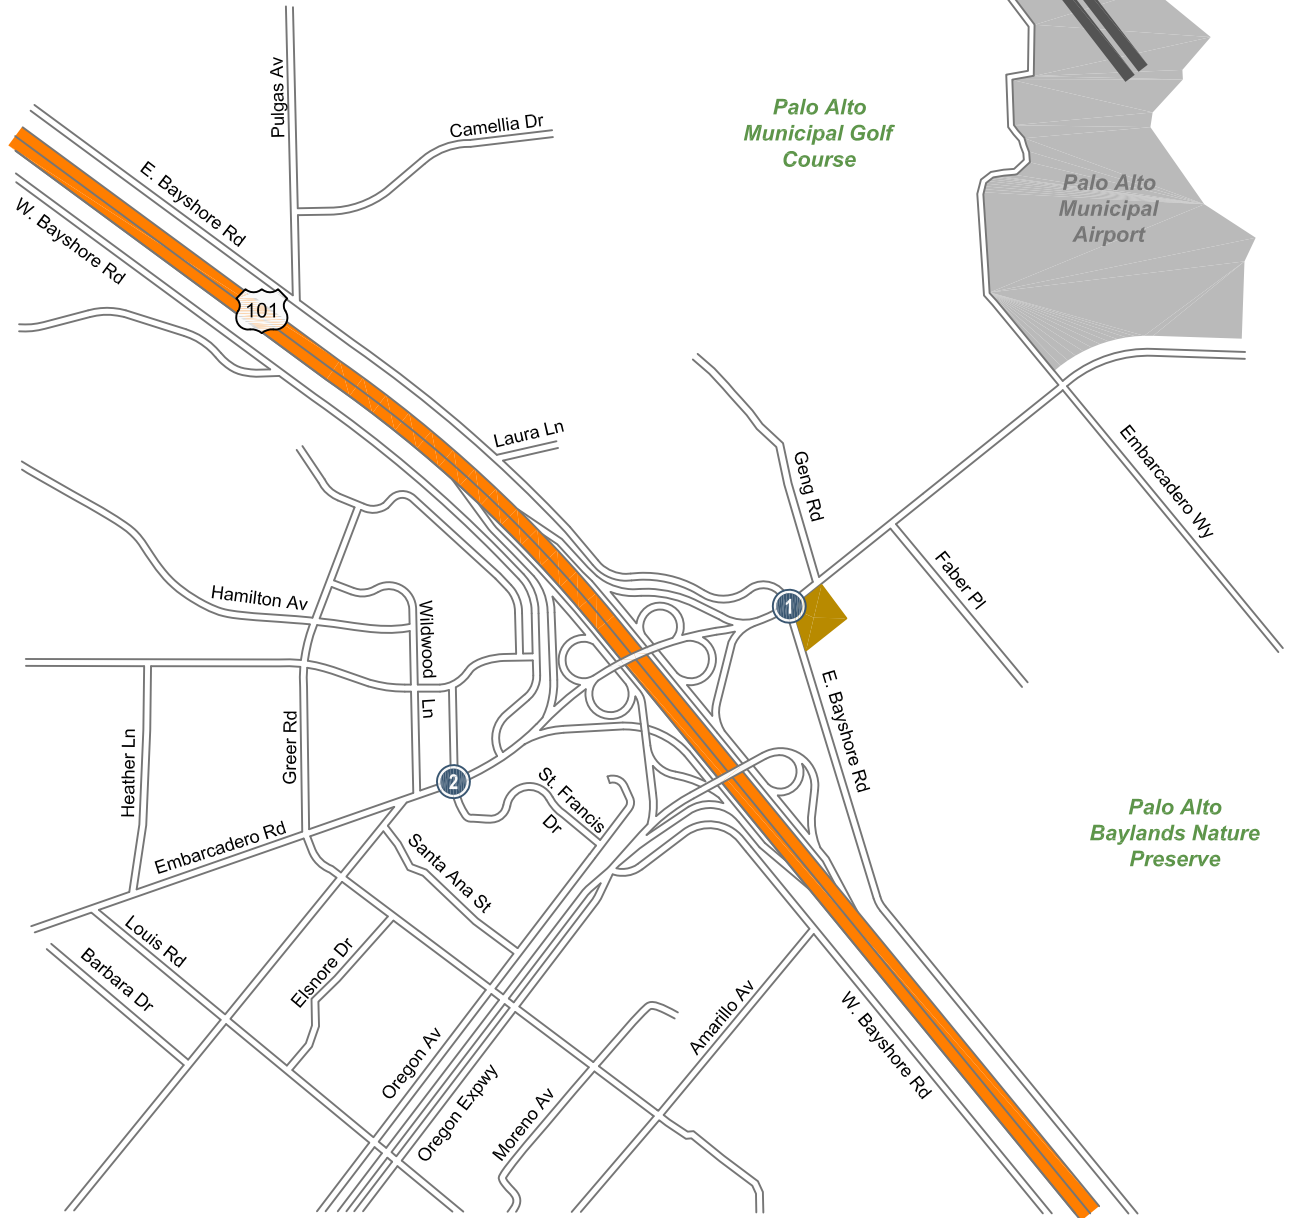 Pulgas Av
Camellia Dr
Palo Alto
Municipal Golf
Course
E. Bayshore Rd
W. Bayshore Rd
Palo Alto
Municipal
Airport
101
Laura Ln
Geng Rd
Embarcadero Wy
Faber Pl
Hamilton Av
Wildwood
Ln
1
E. Bayshore Rd
Heather Ln
Greer Rd
2
St. Francis
Dr
Embarcadero Rd
Santa Ana St
Palo Alto
Baylands Nature
Preserve
Louis Rd
Barbara Dr
Elsnore Dr
Oregon Av
Oregon Expwy
Moreno Av
Amarillo Av
W. Bayshore Rd